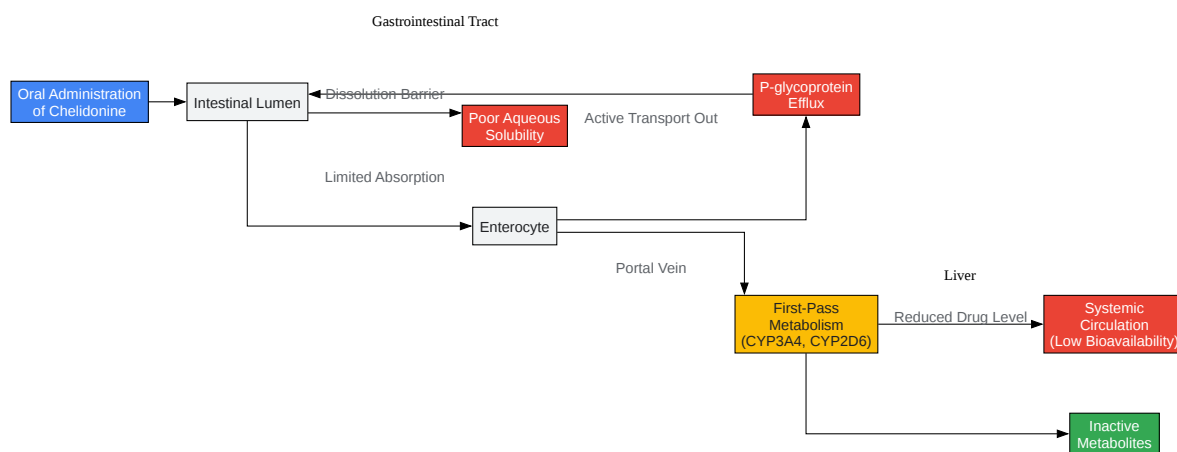 Gastrointestinal Tract
Oral Administration
of Chelidonine
Intestinal Lumen
Dissolution Barrier
P-glycoprotein
Efflux
Poor Aqueous
Solubility
Active Transport Out
Limited Absorption
Enterocyte
Portal Vein
Liver
First-Pass
Metabolism
(CYP3A4, CYP2D6)
Reduced Drug Level
Systemic
Circulation
(Low Bioavailability)
Inactive
Metabolites